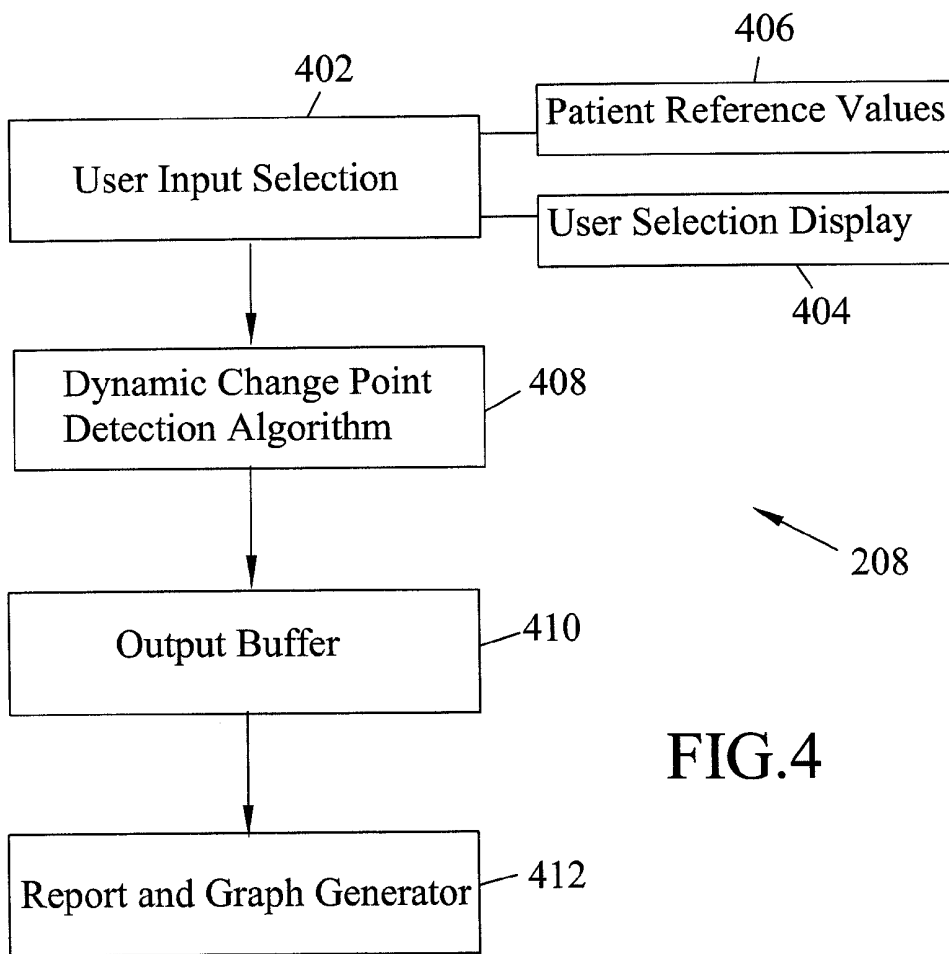 406
402
Patient Reference Values
User Input Selection
User Selection Display
404
Dynamic Change Point
Detection Algorithm
408
208
Output Buffer
410
FIG.4
Report and Graph Generator
412